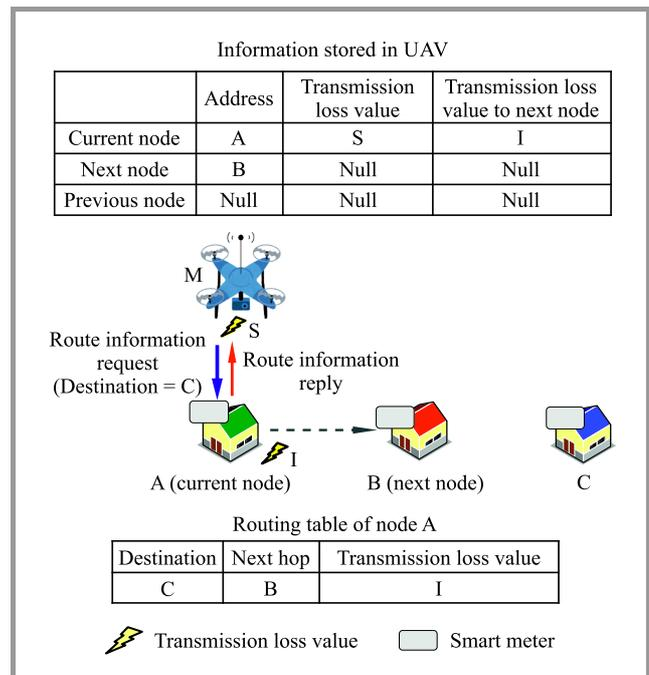 Information stored in UAV
Address
Transmission loss value
Transmission loss value to next node
Current node A S I
Next node B Null Null
Previous node Null Null Null
M
S
Route information request (Destination = C)
Route information reply
I
A (current node)
B (next node)
C
Routing table of node A
Destination Next hop Transmission loss value
C B I
Transmission loss value
Smart meter